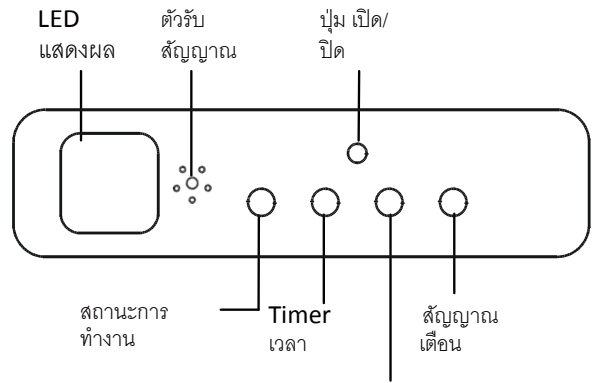 LED
แสดงผล
ตัวรับ
สัญญาณ
ปุ่ม เปิด/
ปิด
สถานะการ
ทำงาน
Timer
เวลา
สัญญาณ
เตือน